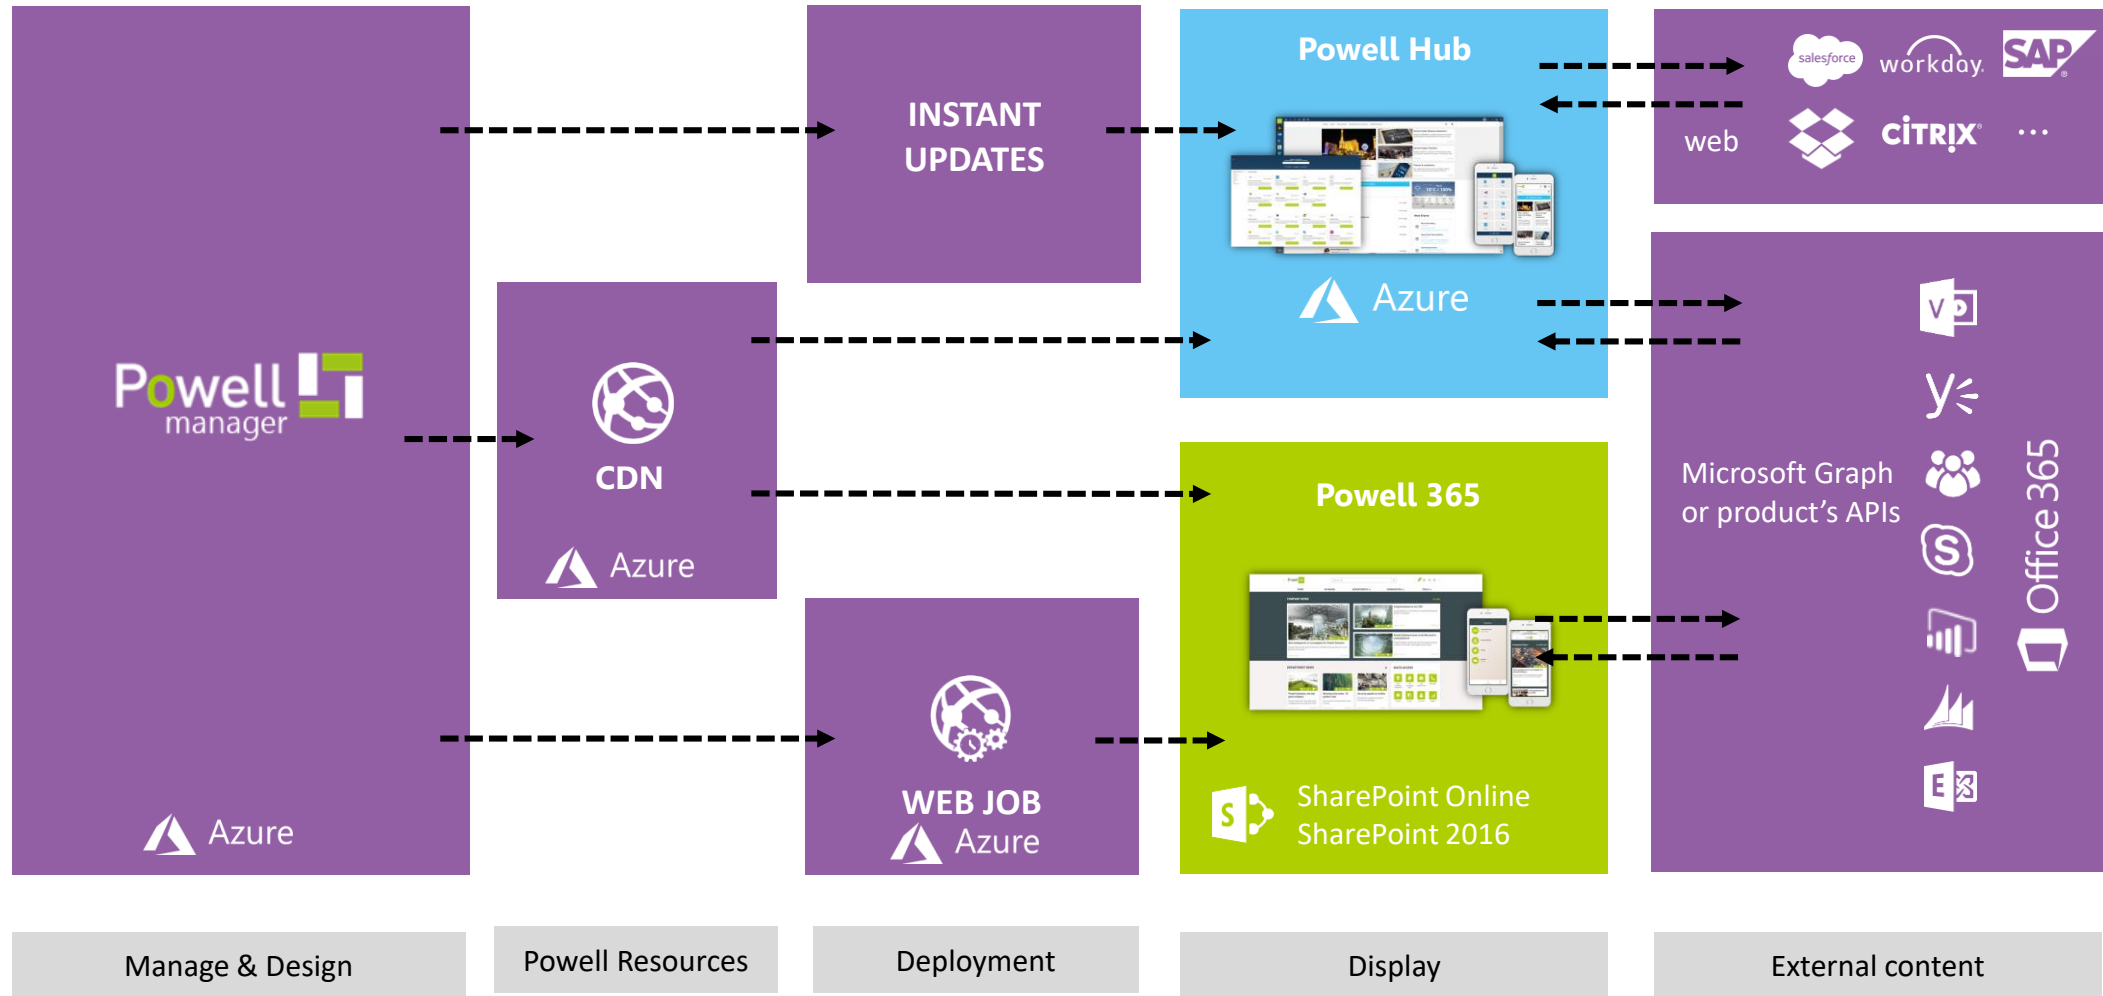 Powell
manager
Azure
CDN
Azure
INSTANT
UPDATES
WEB JOB
Azure
Powell Hub
Azure
Powell 365
SharePoint Online
SharePoint 2016
salesforce
workday.
SAP
web
CİTRIX
...
Microsoft Graph
or product’s APIs
Office 365
Manage & Design
Powell Resources
Deployment
Display
External content